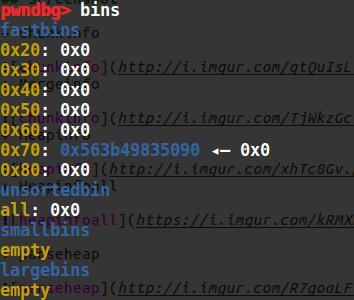 pwndbg> bins
fastbins
0x20: 0x0
0x30: 0x0
0x40: 0x0
0x50: 0x0
0x60: 0x0
0x70: 0x563b49835090 ◂— 0x0
0x80: 0x0
unsortedbin
all: 0x0
smallbins
empty
largebins
empty